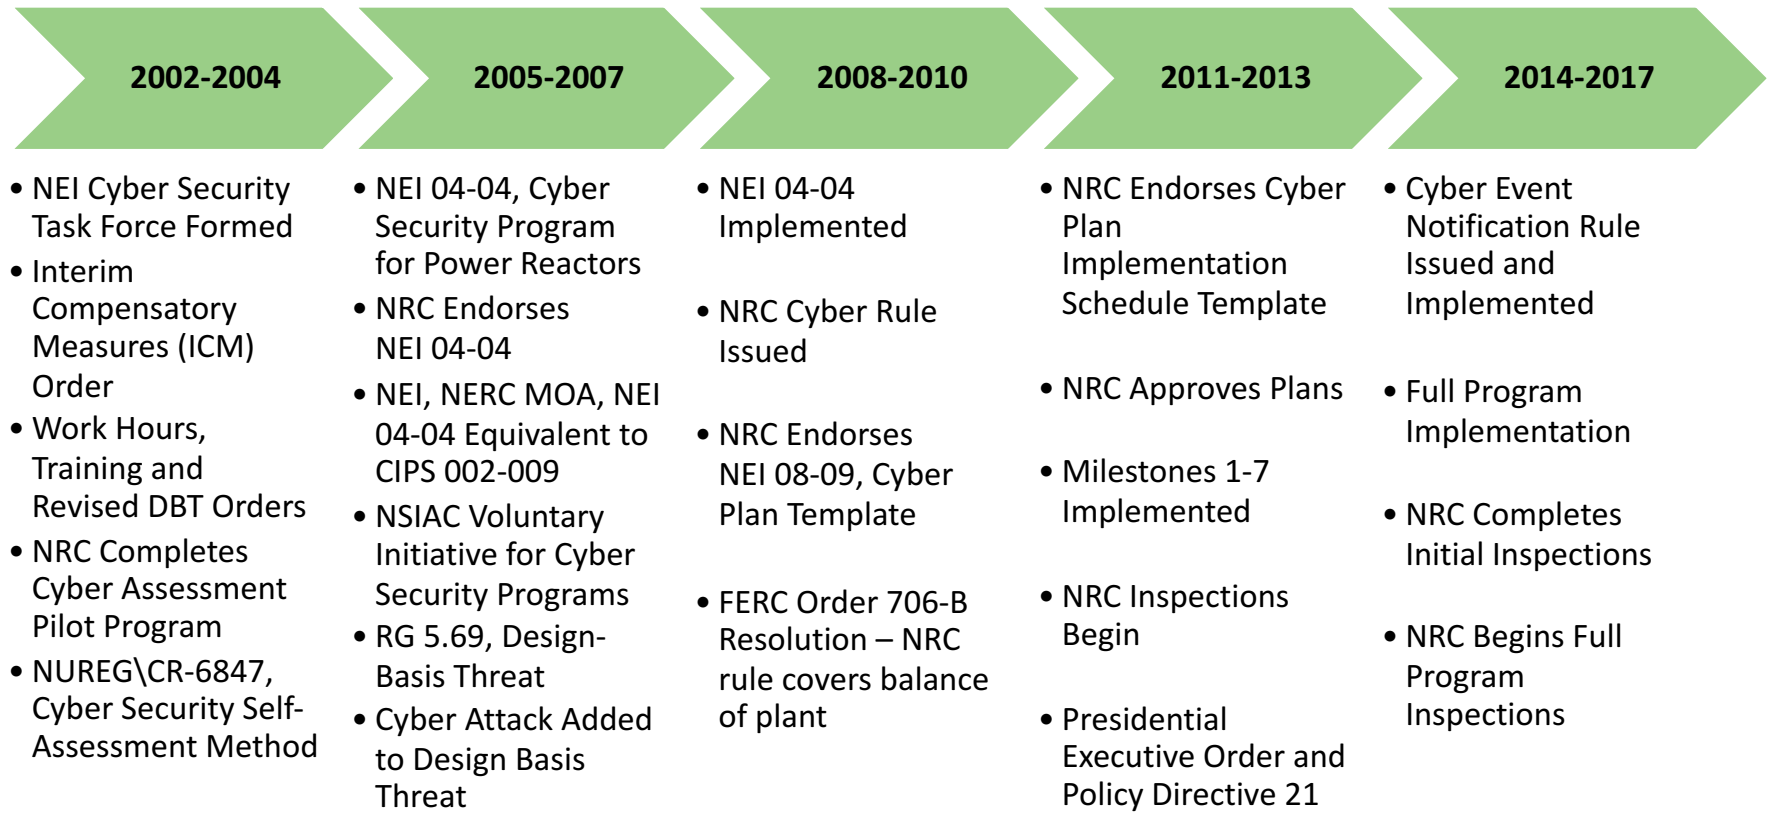 2002-2004
2005-2007
2008-2010
2011-2013
2014-2017
• NEI Cyber Security
Task Force Formed
• Interim
Compensatory
Measures (ICM)
Order
• Work Hours,
Training and
Revised DBT Orders
• NRC Completes
Cyber Assessment
Pilot Program
• NUREG\CR-6847,
Cyber Security Self-
Assessment Method
• NEI 04-04, Cyber
Security Program
for Power Reactors
• NRC Endorses
NEI 04-04
• NEI, NERC MOA, NEI
04-04 Equivalent to
CIPS 002-009
• NSIAC Voluntary
Initiative for Cyber
Security Programs
• RG 5.69, Design-
Basis Threat
• Cyber Attack Added
to Design Basis
Threat
• NEI 04-04
Implemented
• NRC Cyber Rule
Issued
• NRC Endorses
NEI 08-09, Cyber
Plan Template
• FERC Order 706-B
Resolution – NRC
rule covers balance
of plant
• NRC Endorses Cyber
Plan
Implementation
Schedule Template
• NRC Approves Plans
• Milestones 1-7
Implemented
• NRC Inspections
Begin
• Presidential
Executive Order and
Policy Directive 21
• Cyber Event
Notification Rule
Issued and
Implemented
• Full Program
Implementation
• NRC Completes
Initial Inspections
• NRC Begins Full
Program
Inspections